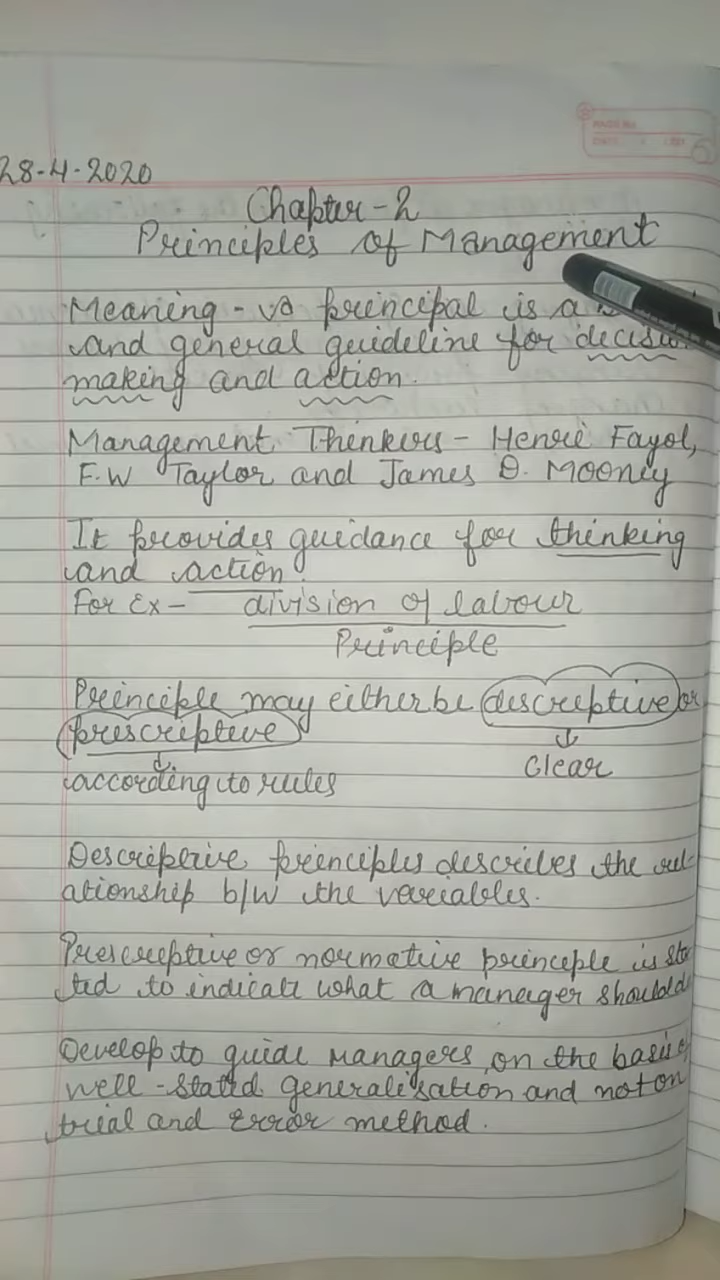 28-4-2020
Chapter-2
Principles of Management
Meaning - a principal is a
and general guideline for decision
making and action.
Management Thinkers - Henri Fayol,
F.W Taylor and James D. Mooney
It provides guidance for thinking
and action.
For Ex- division of labour
Principle
Principle may either be descriptive or
prescriptive
Clear
according to rules
Descriptive principles describes the rel-
ationship b/w the variables.
Prescriptive or normative principle is sta
ted to indicate what a manager should d
Develop to guide managers on the basis of
well-stated generalisation and not on
trial and error method.